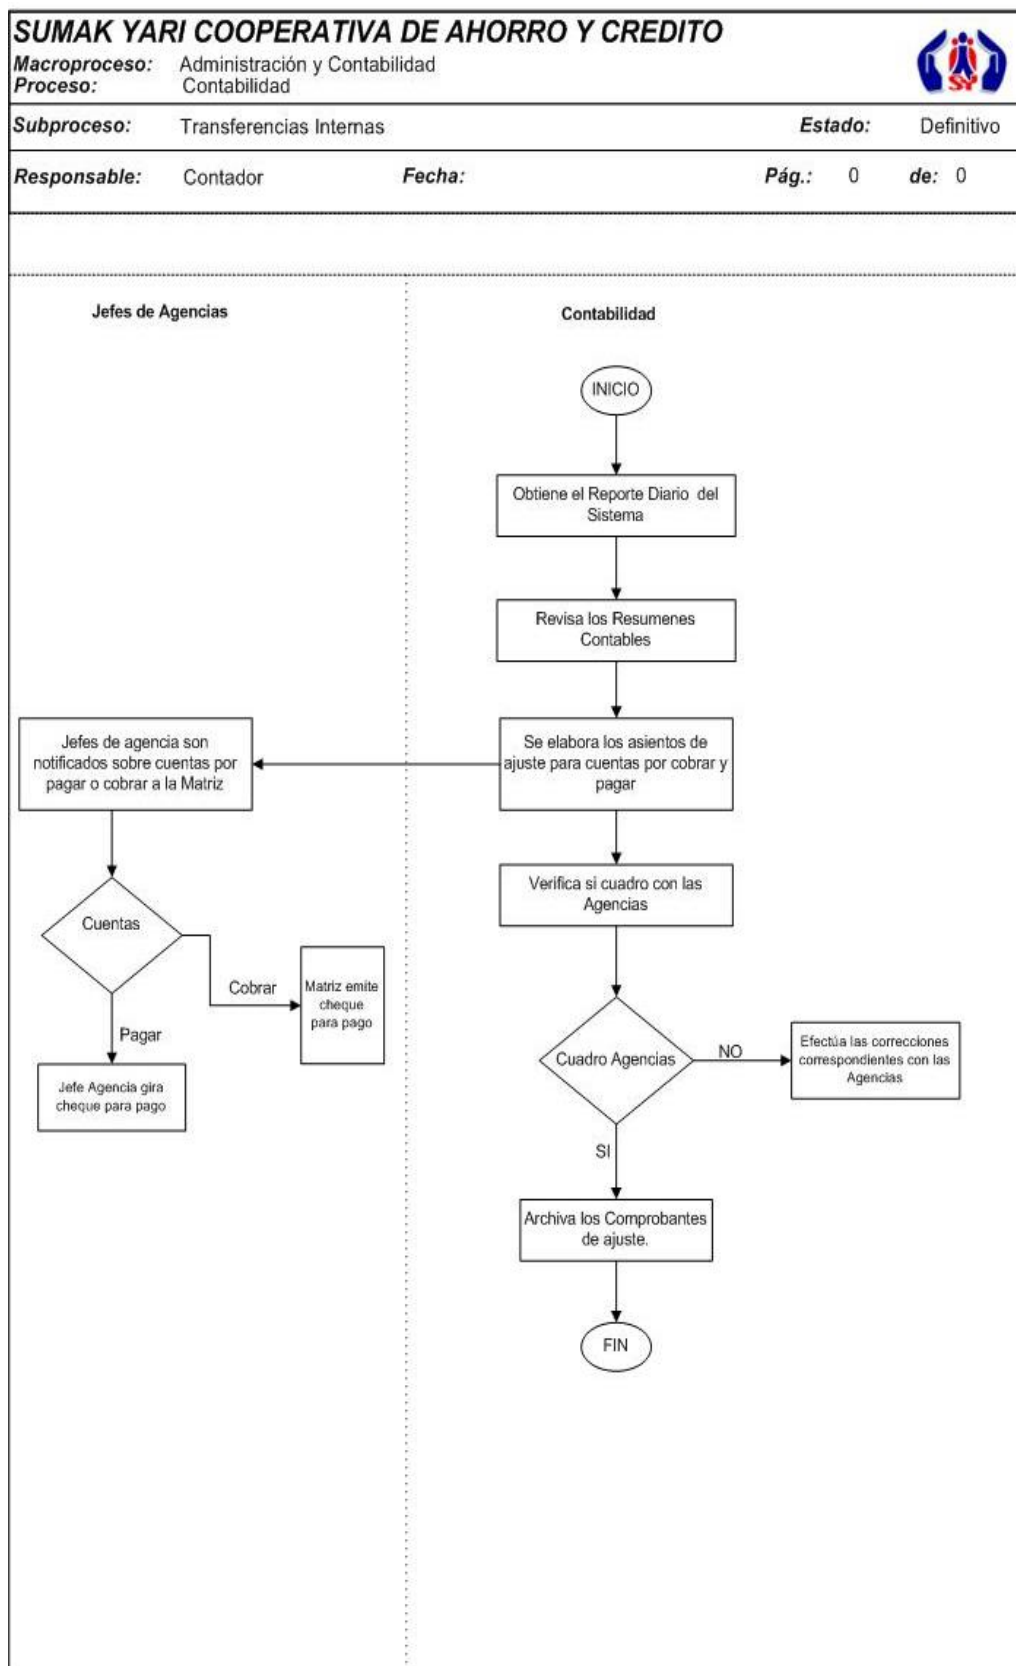 SUMAK YARI COOPERATIVA DE AHORRO Y CREDITO
Macroproceso: Administración y Contabilidad
Proceso: Contabilidad
SY
Subproceso: Transferencias Internas Estado: Definitivo
Responsable: Contador Fecha: Pág.: 0 de: 0
Jefes de Agencias
Contabilidad
INICIO
Obtiene el Reporte Diario del
Sistema
Revisa los Resumenes
Contables
Se elabora los asientos de
ajuste para cuentas por cobrar y
pagar
Jefes de agencia son
notificados sobre cuentas por
pagar o cobrar a la Matriz
Cuentas
Cobrar
Matriz emite
cheque
para pago
Pagar
Jefe Agencia gira
cheque para pago
Verifica si cuadro con las
Agencias
Cuadro Agencias
NO
Efectúa las correcciones
correspondientes con las
Agencias
SI
Archiva los Comprobantes
de ajuste.
FIN